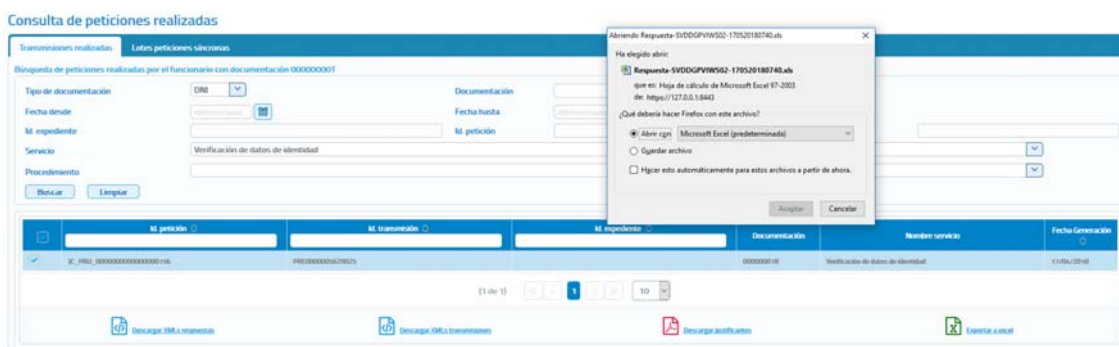 Consulta de peticiones realizadas
Transmisiones realizadas Lotes peticiones síncronas
Búsqueda de peticiones realizadas por el funcionario con documentación 00000000T
Tipo de documentación DNI Documentación
Fecha desde Fecha hasta
Id. expediente Id. petición
Servicio Verificación de datos de identidad
Procedimiento
Buscar Limpiar
Abriendo Respuesta-SVDDGPVIWS02-170520180740.xls
Ha elegido abrir:
Respuesta-SVDDGPVIWS02-170520180740.xls
que es: Hoja de cálculo de Microsoft Excel 97-2003
de: https://127.0.0.1:8443
¿Qué debería hacer Firefox con este archivo?
Abrir con Microsoft Excel (predeterminada)
Guardar archivo
Hacer esto automáticamente para estos archivos a partir de ahora.
Aceptar Cancelar
Id. petición Id. transmisión Id. expediente Documentación Nombre servicio Fecha Generación
Verificación de datos de identidad 11/04/2018
(1 de 1) 1 10
Descargar XMLs respuestas Descargar XMLs transmisiones Descargar justificantes Exportar a excel